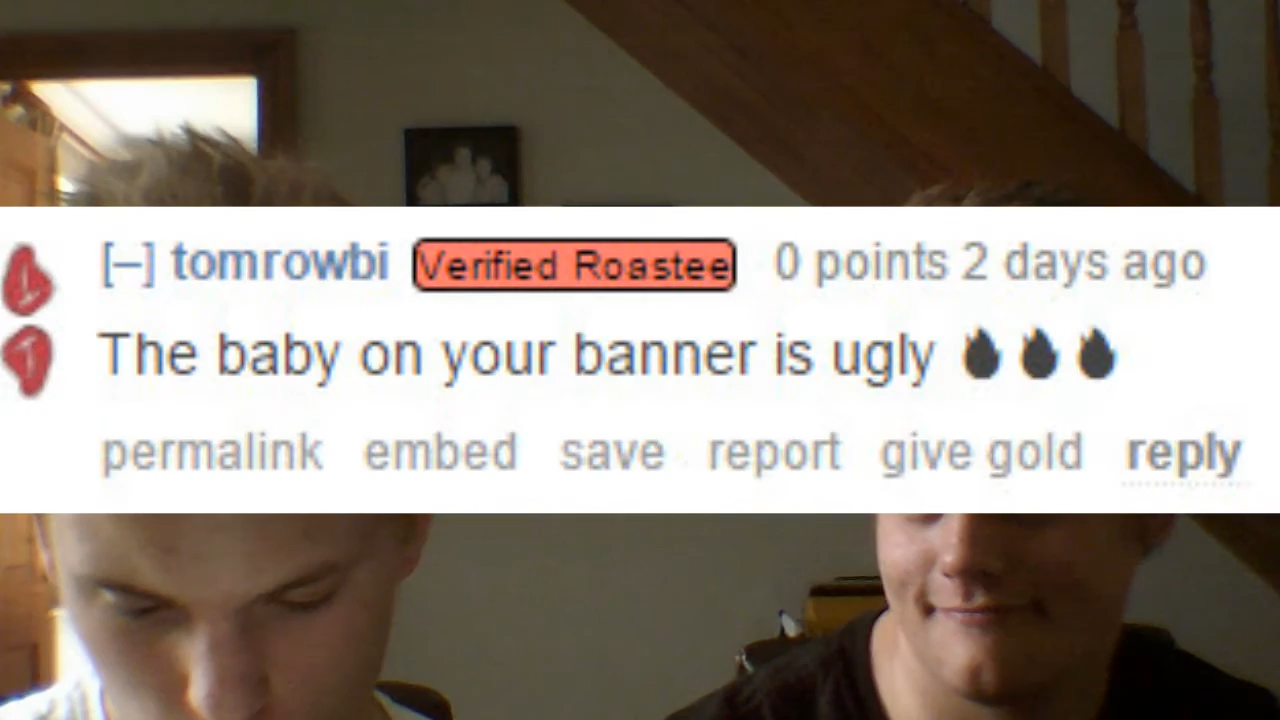 [–] tomrowbi Verified Roastee 0 points 2 days ago
The baby on your banner is ugly 🔥🔥🔥
permalink embed save report give gold reply